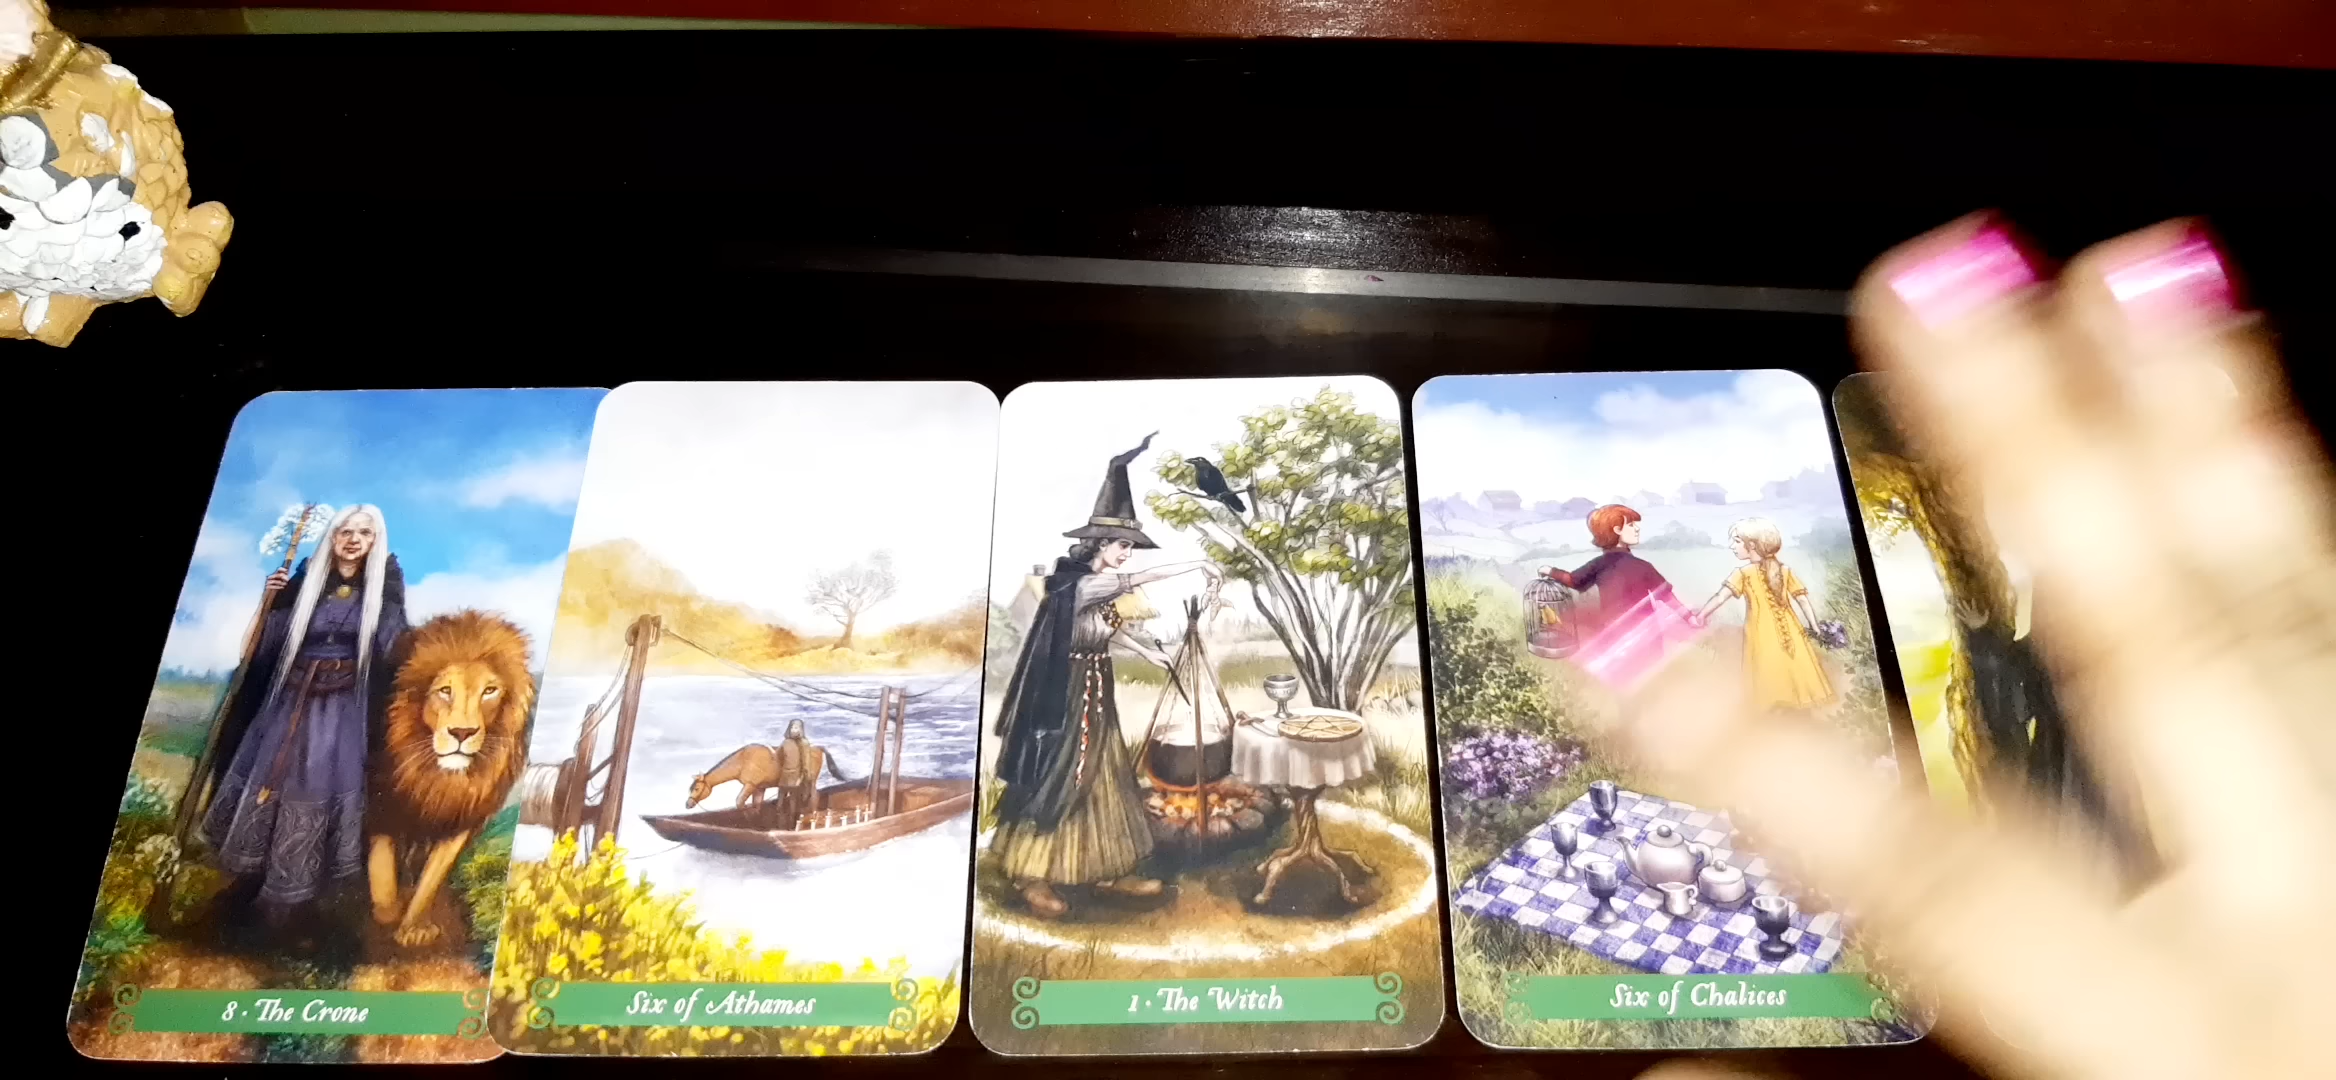 8 · The Crone
Six of Athames
1 · The Witch
Six of Chalices